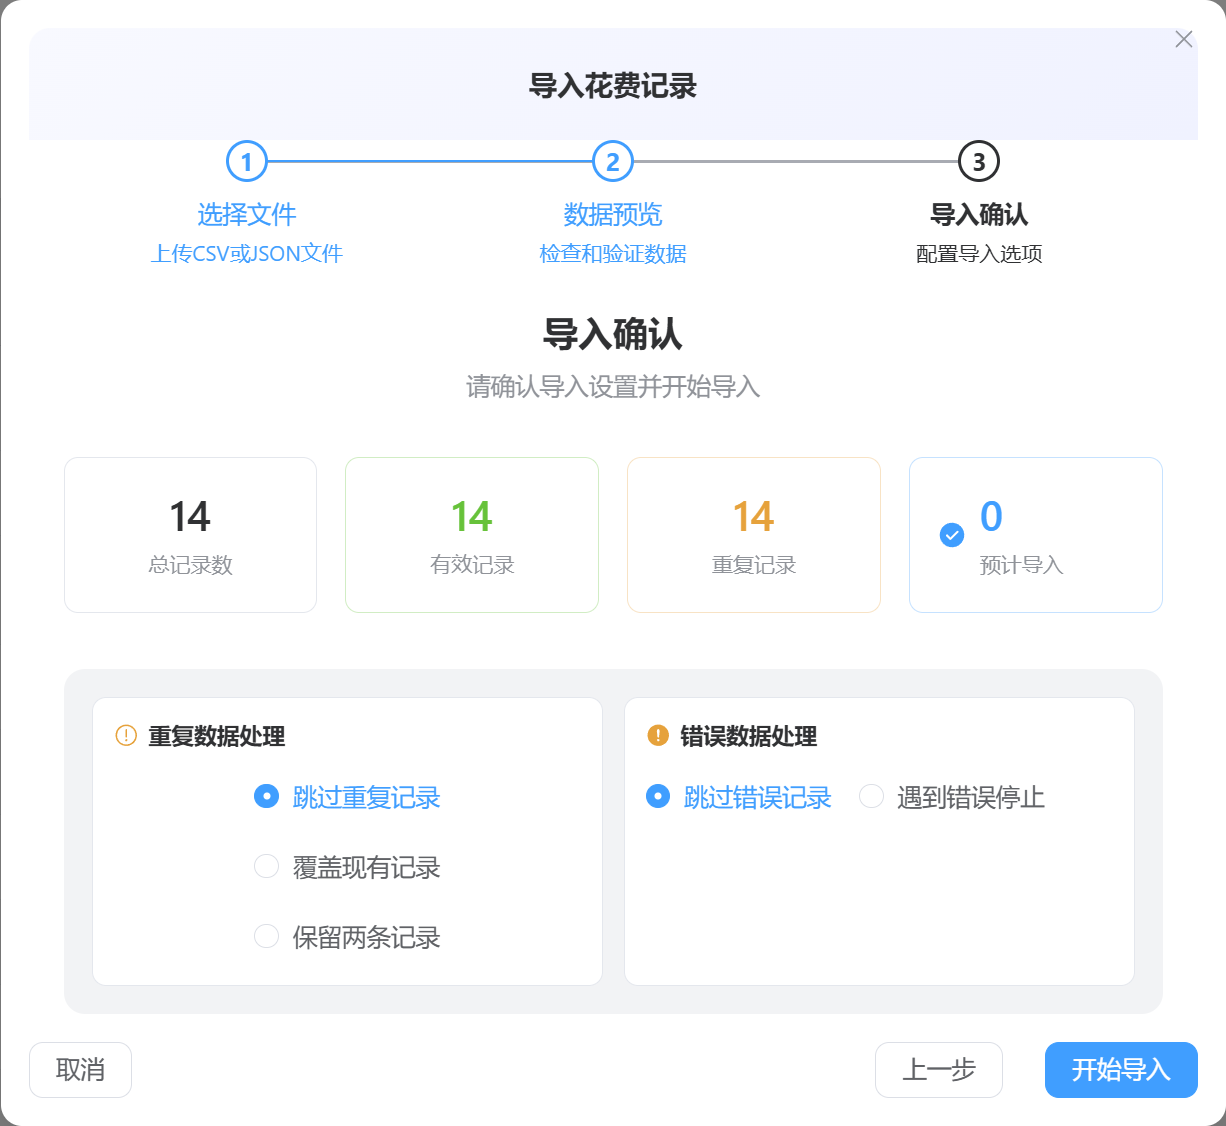 导入花费记录
1
2
3
选择文件
数据预览
导入确认
上传CSV或JSON文件
检查和验证数据
配置导入选项
导入确认
请确认导入设置并开始导入
14
总记录数
14
有效记录
14
重复记录
0
预计导入
重复数据处理
跳过重复记录
覆盖现有记录
保留两条记录
错误数据处理
跳过错误记录
遇到错误停止
取消
上一步
开始导入